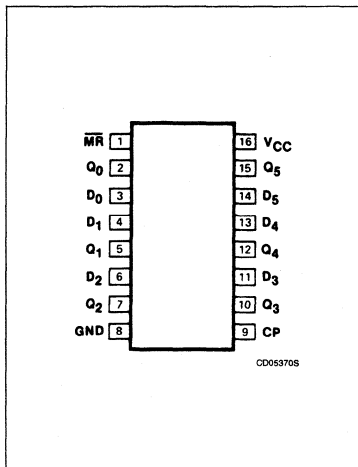 MR 1 16 VCC
Q0 2 15 Q5
D0 3 14 D5
D1 4 13 D4
Q1 5 12 Q4
D2 6 11 D3
Q2 7 10 Q3
GND 8 9 CP
CD05370S